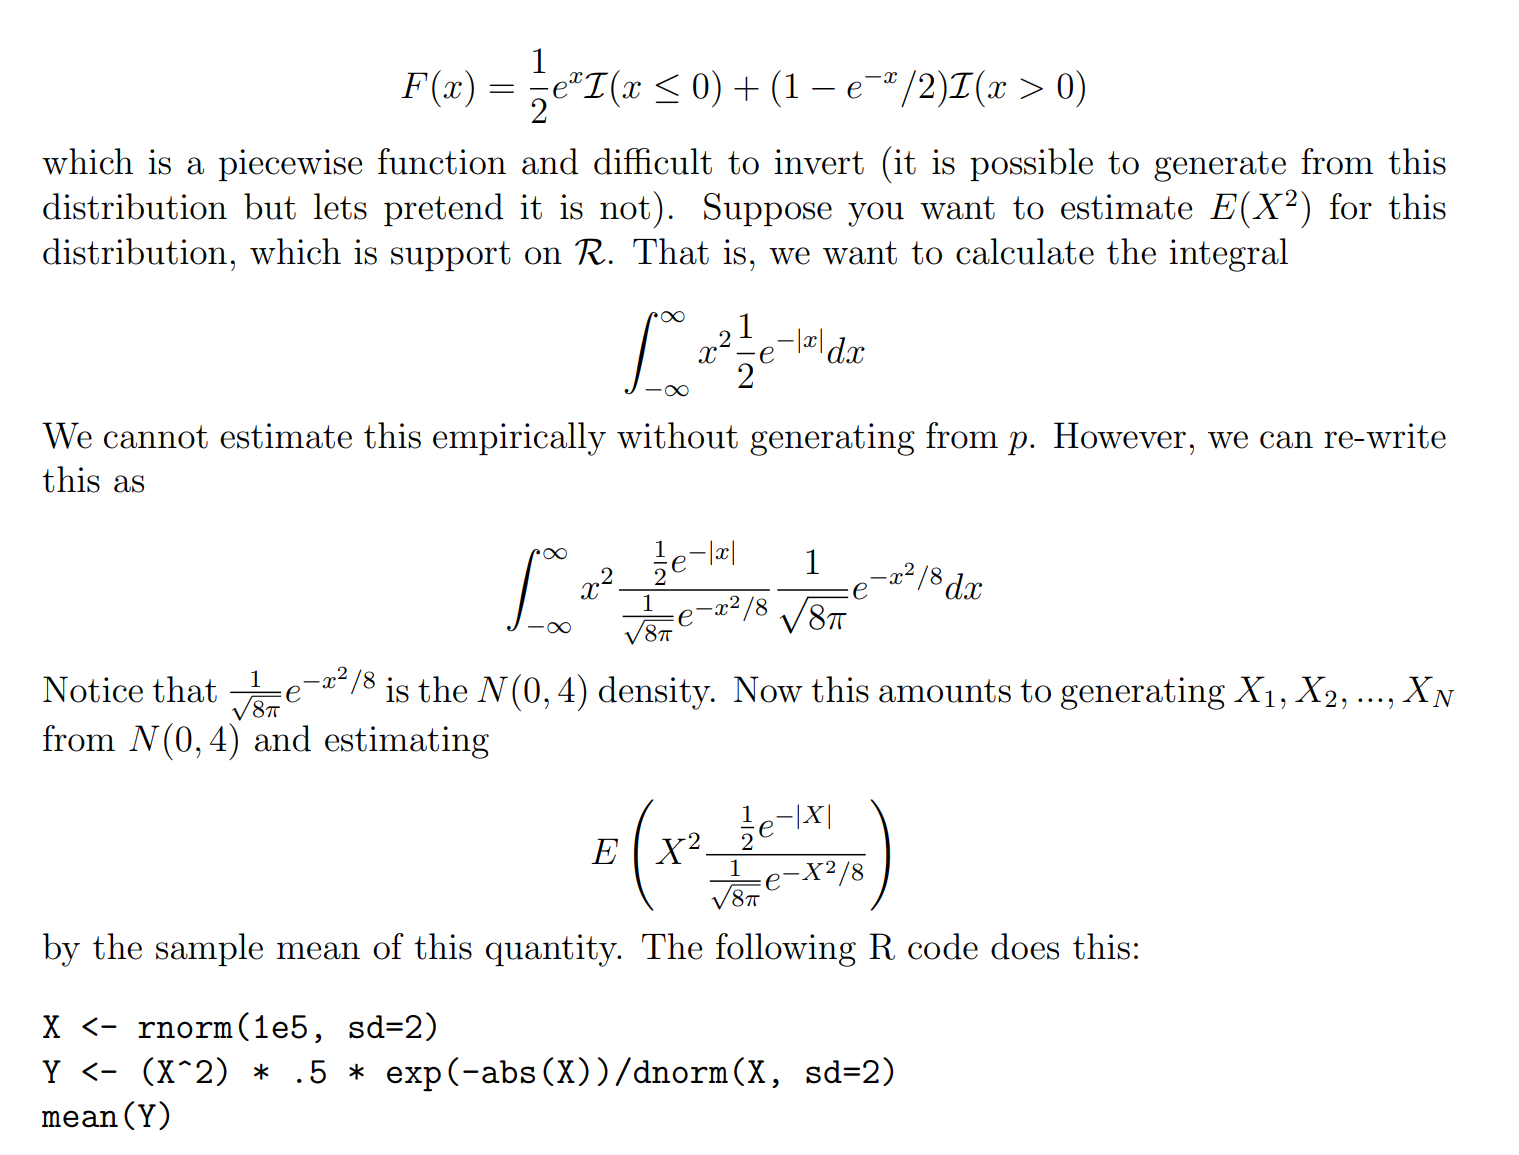 F(x) = \frac{1}{2}e^{x}\mathcal{I}(x \leq 0) + (1 - e^{-x}/2)\mathcal{I}(x > 0)
which is a piecewise function and difficult to invert (it is possible to generate from this
distribution but lets pretend it is not). Suppose you want to estimate E(X^2) for this
distribution, which is support on \mathcal{R}. That is, we want to calculate the integral
\int_{-\infty}^{\infty} x^2 \frac{1}{2} e^{-|x|} dx
We cannot estimate this empirically without generating from p. However, we can re-write
this as
\int_{-\infty}^{\infty} x^2 \frac{\frac{1}{2}e^{-|x|}}{\frac{1}{\sqrt{8\pi}}e^{-x^2/8}} \frac{1}{\sqrt{8\pi}} e^{-x^2/8} dx
Notice that \frac{1}{\sqrt{8\pi}}e^{-x^2/8} is the N(0, 4) density. Now this amounts to generating X_1, X_2, ..., X_N
from N(0, 4) and estimating
E\left( X^2 \frac{\frac{1}{2}e^{-|X|}}{\frac{1}{\sqrt{8\pi}}e^{-X^2/8}} \right)
by the sample mean of this quantity. The following R code does this:
X <- rnorm(1e5, sd=2)
Y <- (X^2) * .5 * exp(-abs(X))/dnorm(X, sd=2)
mean(Y)